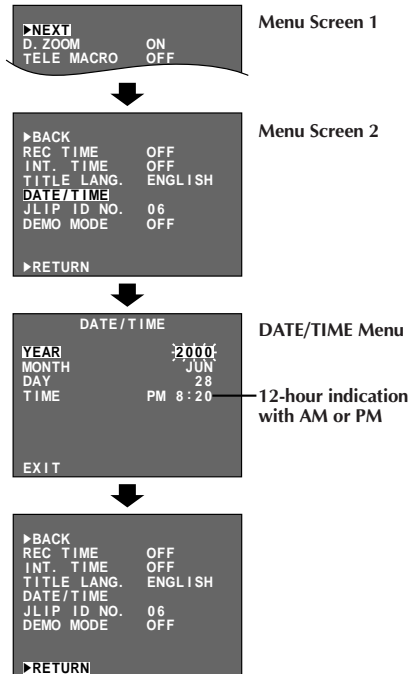 ▶NEXT
D. ZOOM ON
TELE MACRO OFF
Menu Screen 1
▶BACK
REC TIME OFF
INT. TIME OFF
TITLE LANG. ENGLISH
DATE/TIME
JLIP ID NO. 06
DEMO MODE OFF
▶RETURN
Menu Screen 2
DATE/TIME
YEAR 2000
MONTH JUN
DAY 28
TIME PM 8:20
EXIT
DATE/TIME Menu
12-hour indication
with AM or PM
▶BACK
REC TIME OFF
INT. TIME OFF
TITLE LANG. ENGLISH
DATE/TIME
JLIP ID NO. 06
DEMO MODE OFF
▶RETURN